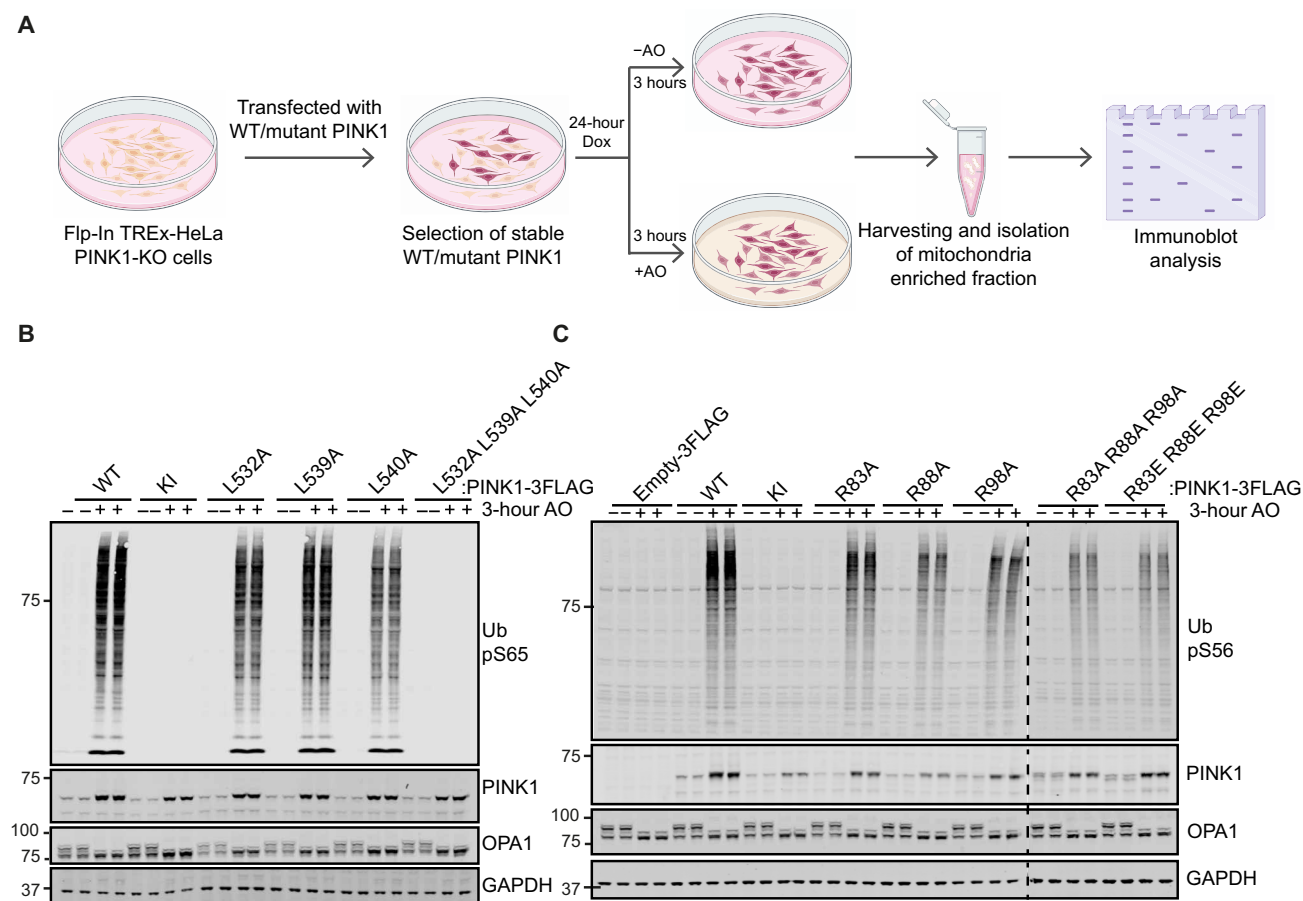 A
Flp-In TREx-HeLa
PINK1-KO cells
Transfected with
WT/mutant PINK1
Selection of stable
WT/mutant PINK1
24-hour
Dox
−AO
3 hours
3 hours
+AO
Harvesting and isolation
of mitochondria
enriched fraction
Immunoblot
analysis
B
WT KI L532A L539A L540A L532A L539A L540A
:PINK1-3FLAG
− − − − + + − − + + − − + + − − + + − − + + − − + + 3-hour AO
75
Ub
pS65
75
PINK1
100
75
OPA1
37
GAPDH
C
Empty-3FLAG WT KI R83A R88A R98A R83A R88A R98A R83E R88E R98E
:PINK1-3FLAG
− − + + − − + + − − + + − − + + − − + + − − + + − − + + − − + + 3-hour AO
75
Ub
pS56
75
PINK1
100
75
OPA1
37
GAPDH